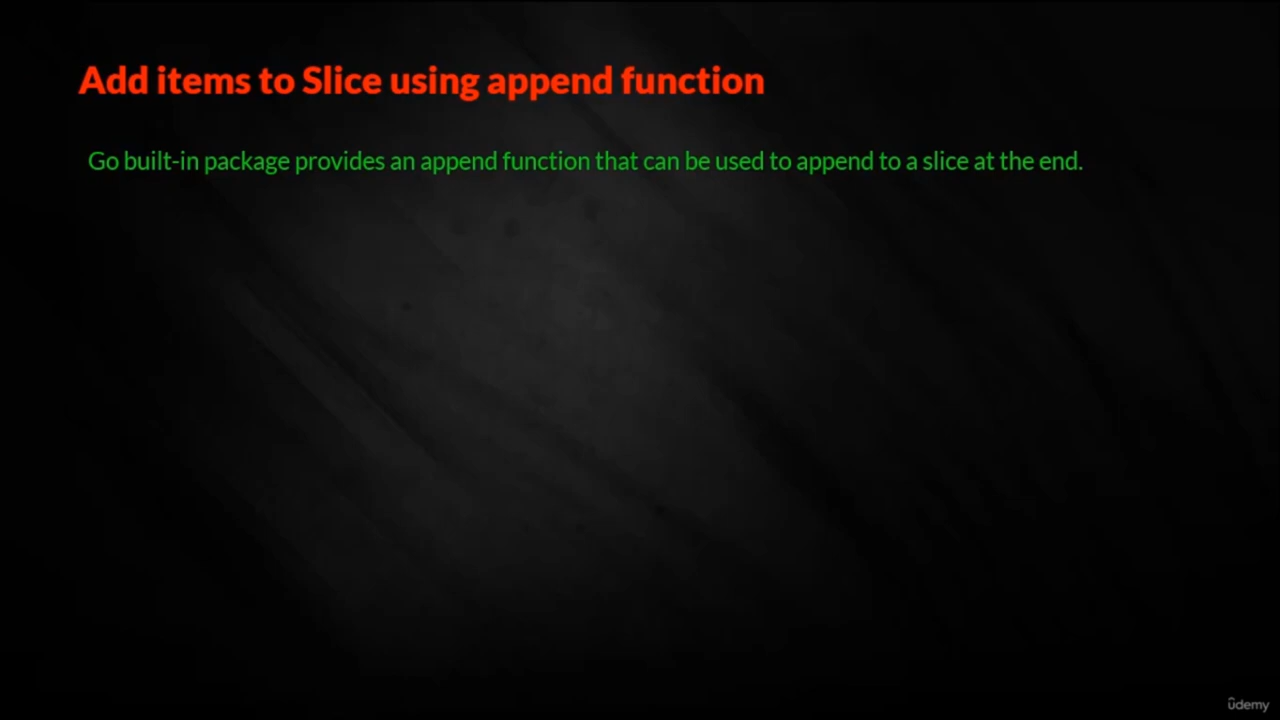 Add items to Slice using append function
Go built-in package provides an append function that can be used to append to a slice at the end.
ûdemy